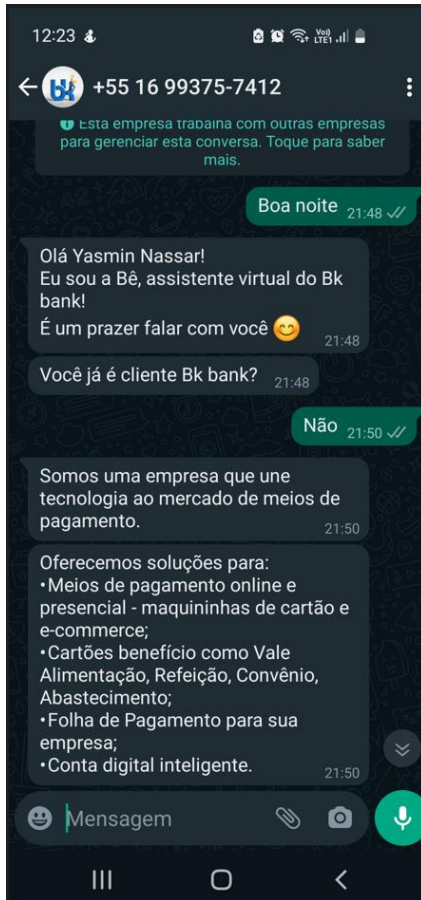 12:23
Vo))
LTE1
bk
+55 16 99375-7412
Esta empresa trabalha com outras empresas
para gerenciar esta conversa. Toque para saber
mais.
Boa noite 21:48
Olá Yasmin Nassar!
Eu sou a Bê, assistente virtual do Bk
bank!
É um prazer falar com você 😊
21:48
Você já é cliente Bk bank? 21:48
Não 21:50
Somos uma empresa que une
tecnologia ao mercado de meios de
pagamento.
21:50
Oferecemos soluções para:
•Meios de pagamento online e
presencial - maquininhas de cartão e
e-commerce;
•Cartões benefício como Vale
Alimentação, Refeição, Convênio,
Abastecimento;
•Folha de Pagamento para sua
empresa;
•Conta digital inteligente.
21:50
Mensagem